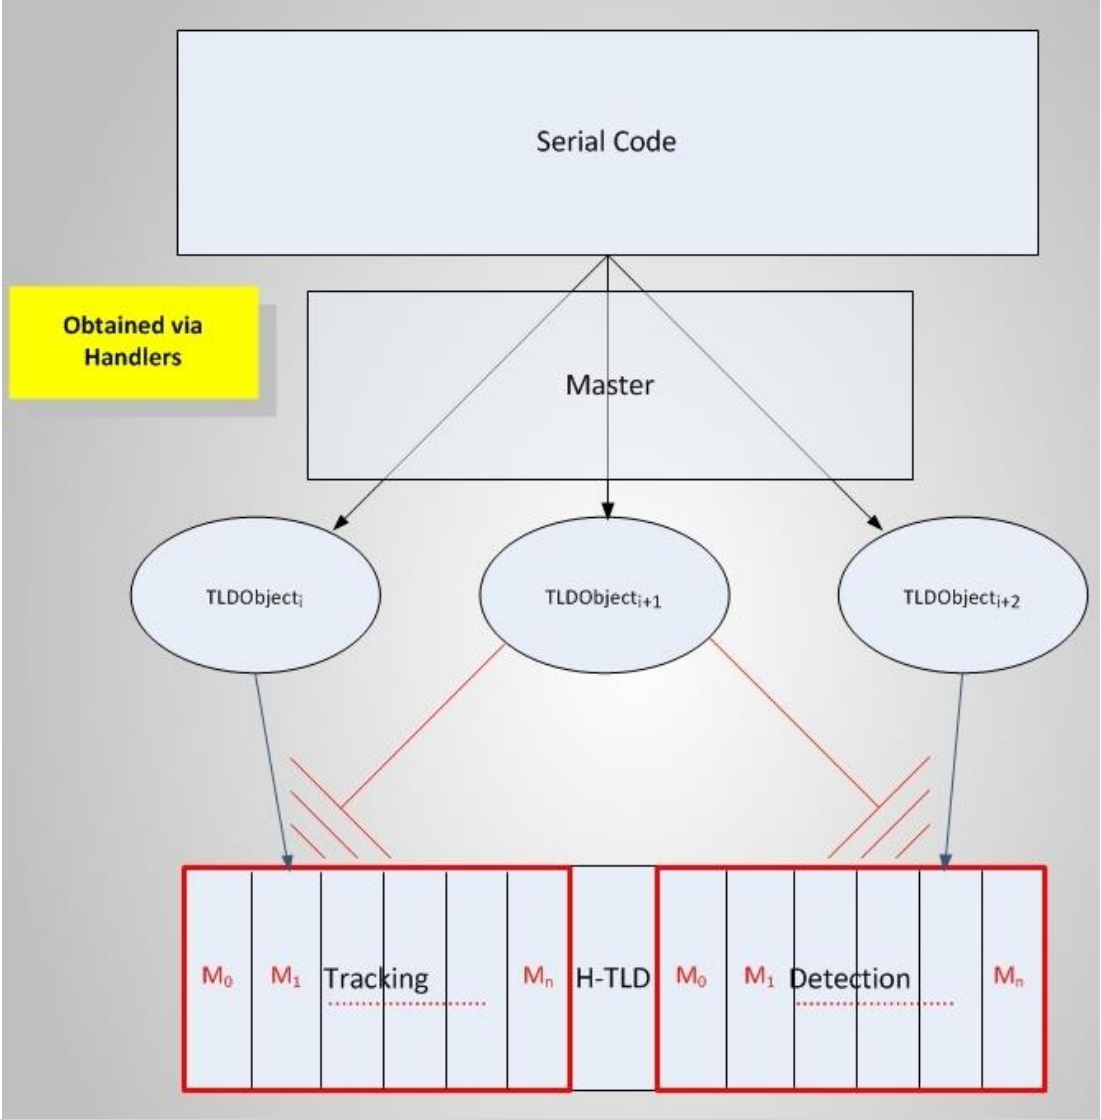 Serial Code
Obtained via
Handlers
Master
TLDObjectᵢ
TLDObjectᵢ₊₁
TLDObjectᵢ₊₂
M₀ M₁ Tracking Mₙ H-TLD M₀ M₁ Detection Mₙ